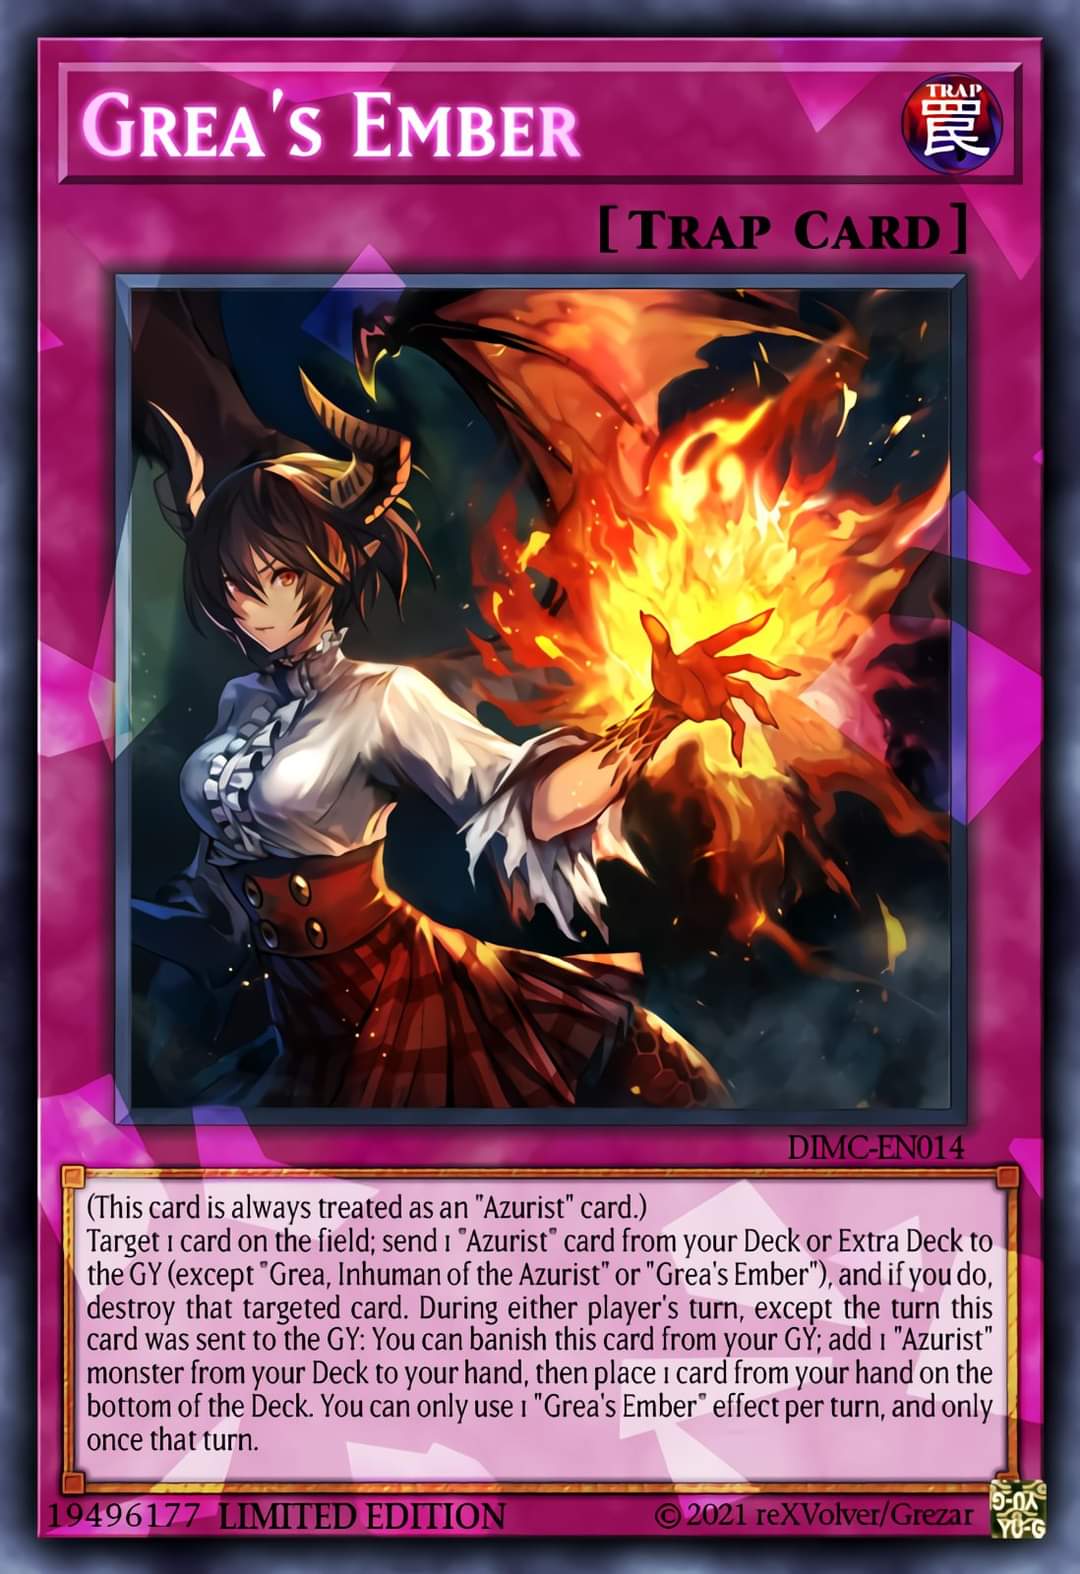 Grea's Ember
TRAP
罠
[Trap Card]
DIMC-EN014
(This card is always treated as an "Azurist" card.)
Target 1 card on the field; send 1 "Azurist" card from your Deck or Extra Deck to
the GY (except "Grea, Inhuman of the Azurist" or "Grea's Ember"), and if you do,
destroy that targeted card. During either player's turn, except the turn this
card was sent to the GY: You can banish this card from your GY; add 1 "Azurist"
monster from your Deck to your hand, then place 1 card from your hand on the
bottom of the Deck. You can only use 1 "Grea's Ember" effect per turn, and only
once that turn.
19496177 LIMITED EDITION
© 2021 reXVolver/Grezar